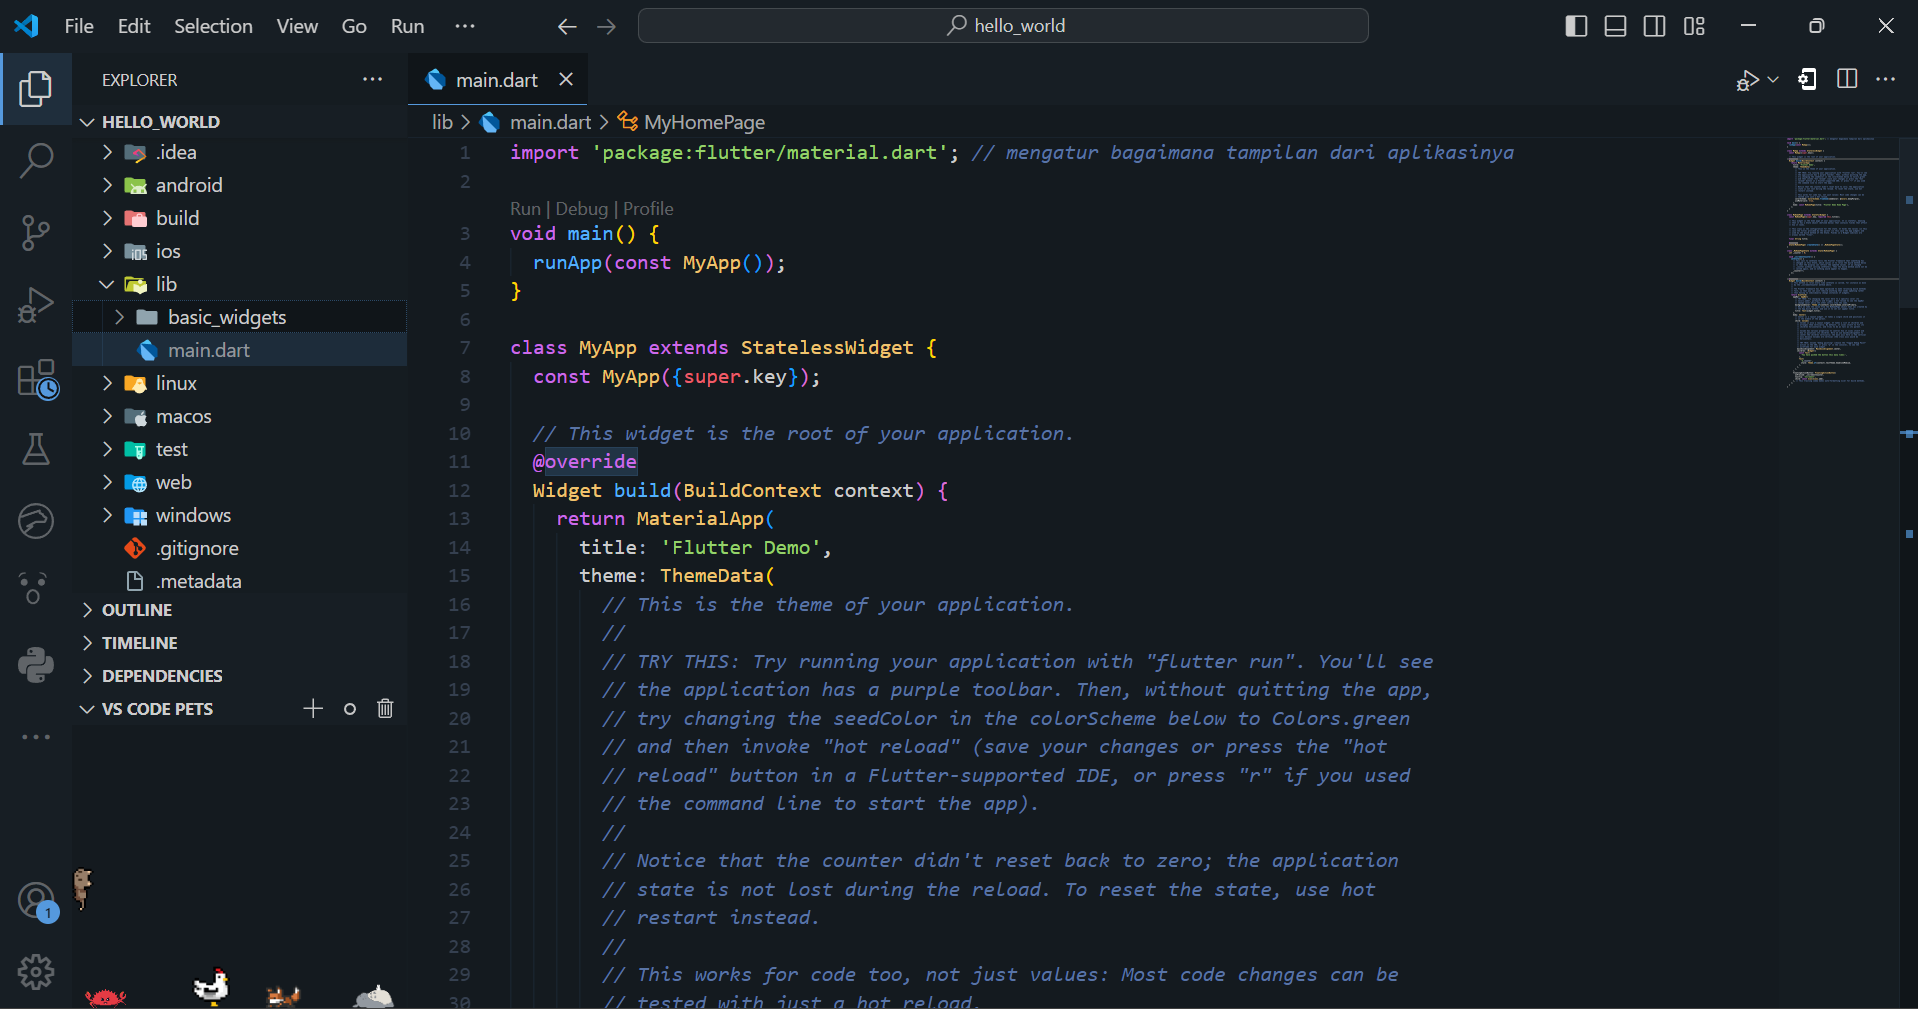 File Edit Selection View Go Run ···
hello_world
EXPLORER
HELLO_WORLD
.idea
android
build
ios
lib
basic_widgets
main.dart
linux
macos
test
web
windows
.gitignore
.metadata
OUTLINE
TIMELINE
DEPENDENCIES
VS CODE PETS
1
main.dart
lib > main.dart > MyHomePage
1 import 'package:flutter/material.dart'; // mengatur bagaimana tampilan dari aplikasinya
2
Run | Debug | Profile
3 void main() {
4 runApp(const MyApp());
5 }
6
7 class MyApp extends StatelessWidget {
8 const MyApp({super.key});
9
10 // This widget is the root of your application.
11 @override
12 Widget build(BuildContext context) {
13 return MaterialApp(
14 title: 'Flutter Demo',
15 theme: ThemeData(
16 // This is the theme of your application.
17 //
18 // TRY THIS: Try running your application with "flutter run". You'll see
19 // the application has a purple toolbar. Then, without quitting the app,
20 // try changing the seedColor in the colorScheme below to Colors.green
21 // and then invoke "hot reload" (save your changes or press the "hot
22 // reload" button in a Flutter-supported IDE, or press "r" if you used
23 // the command line to start the app).
24 //
25 // Notice that the counter didn't reset back to zero; the application
26 // state is not lost during the reload. To reset the state, use hot
27 // restart instead.
28 //
29 // This works for code too, not just values: Most code changes can be
30 // tested with just a hot reload.